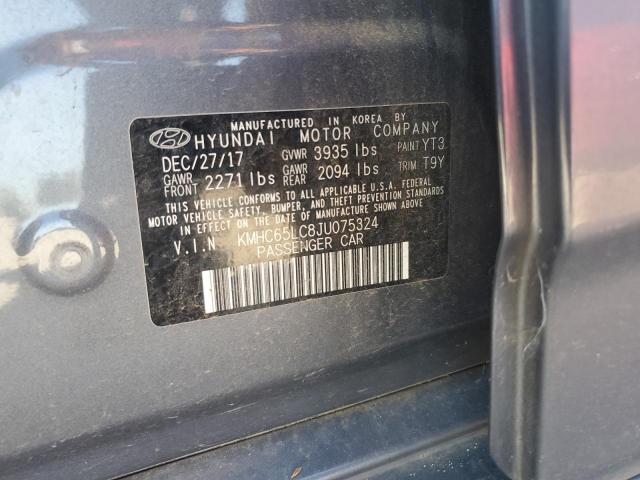 MANUFACTURED IN KOREA BY
HYUNDAI MOTOR COMPANY
DEC/27/17 GVWR 3935 lbs PAINT YT3
GAWR FRONT 2271 lbs GAWR REAR 2094 lbs TRIM T9Y
THIS VEHICLE CONFORMS TO ALL APPLICABLE U.S.A. FEDERAL
MOTOR VEHICLE SAFETY, BUMPER, AND THEFT PREVENTION STANDARDS
IN EFFECT ON THE DATE OF MANUFACTURE SHOWN ABOVE.
V.I.N. KMHC65LC8JU075324
PASSENGER CAR